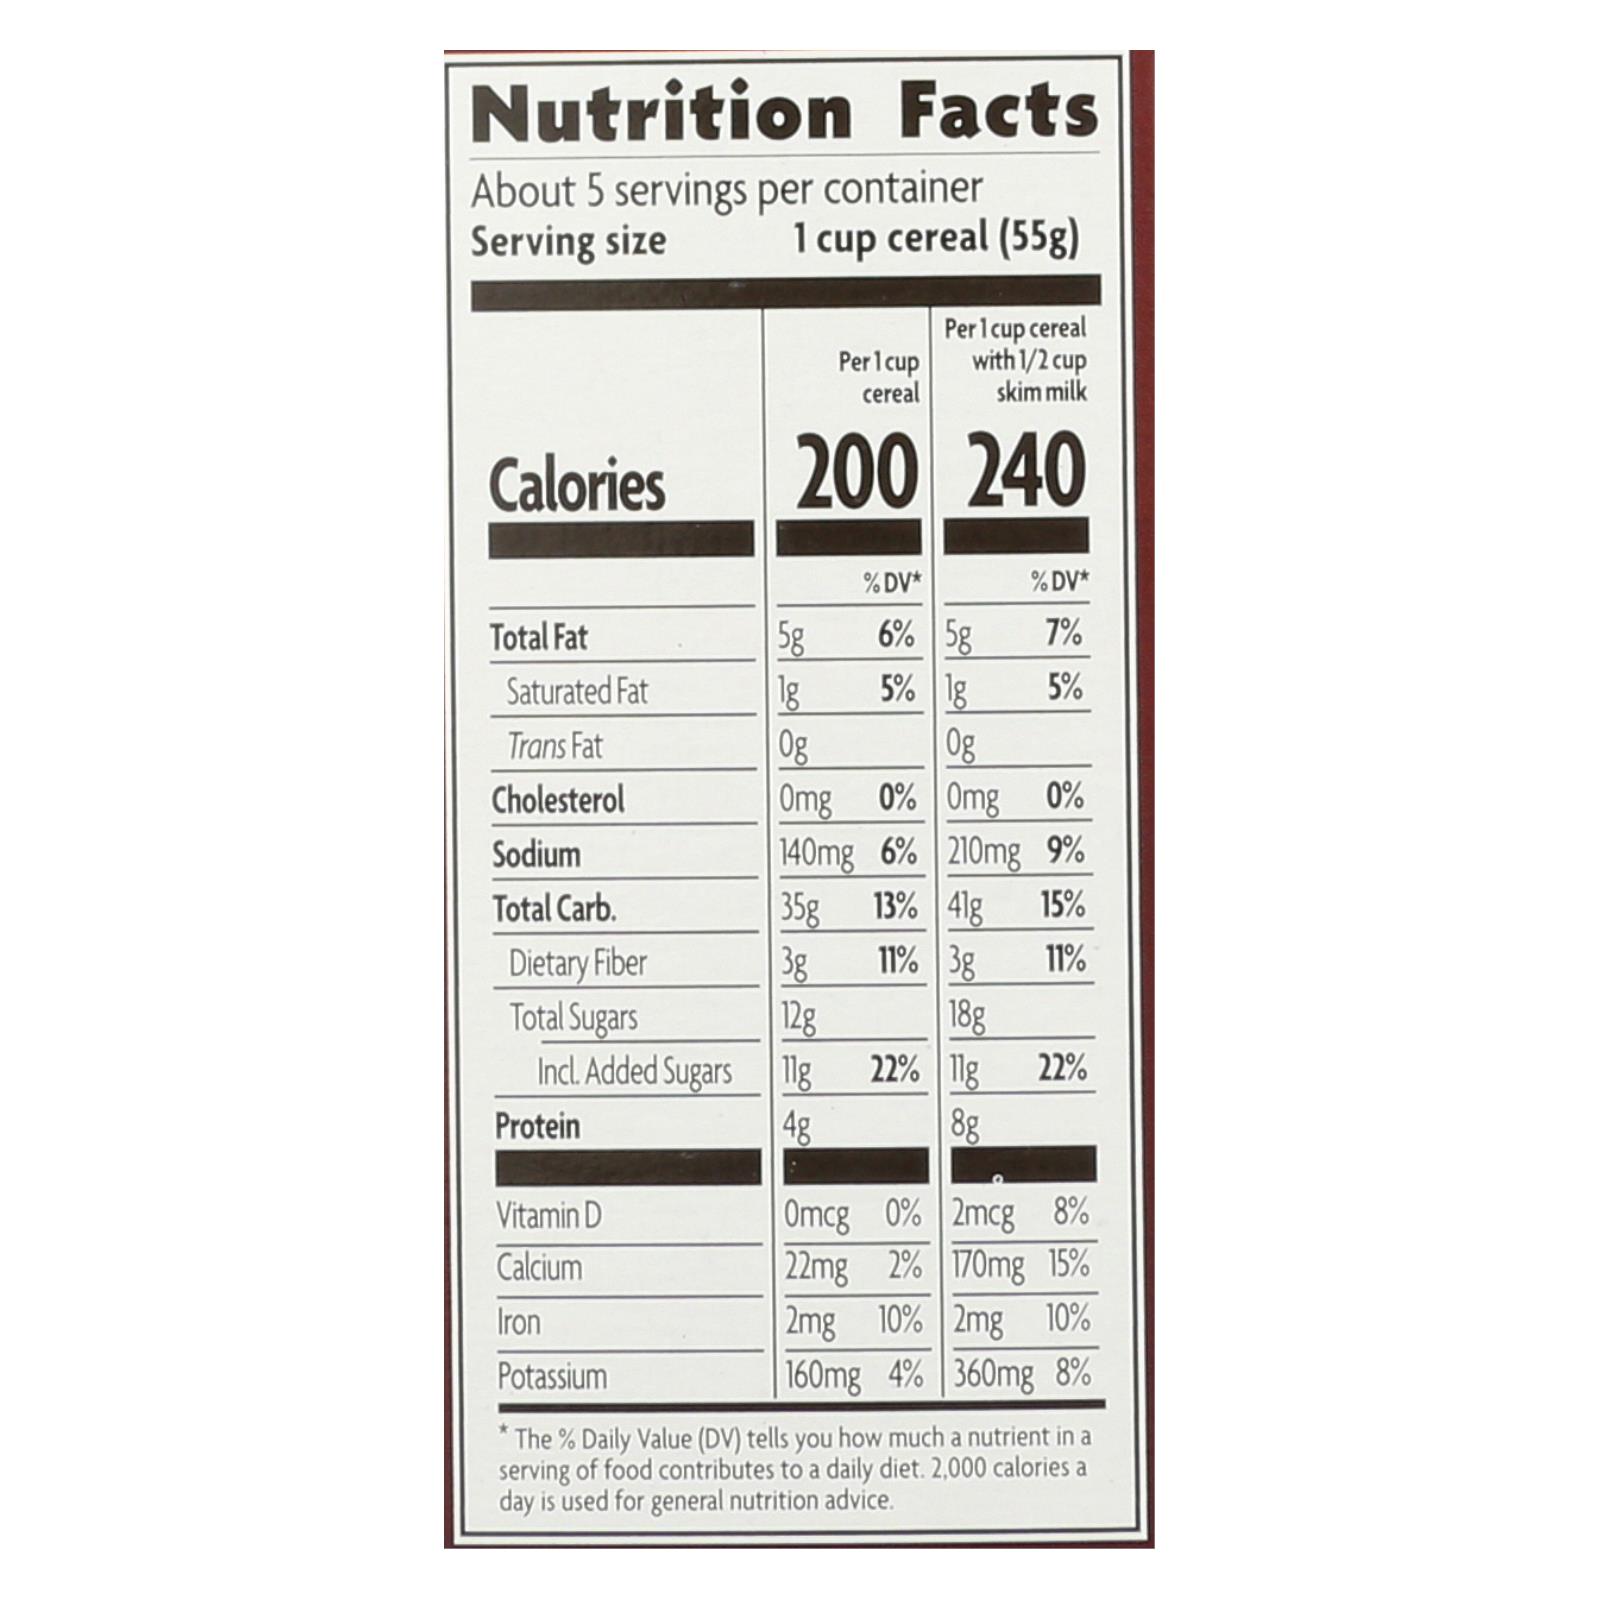 Nutrition Facts
About 5 servings per container
Serving size 1 cup cereal (55g)
Per 1 cup cereal
Per 1 cup cereal with 1/2 cup skim milk
Calories 200 240
% DV* % DV*
Total Fat 5g 6% 5g 7%
Saturated Fat 1g 5% 1g 5%
Trans Fat 0g 0g
Cholesterol 0mg 0% 0mg 0%
Sodium 140mg 6% 210mg 9%
Total Carb. 35g 13% 41g 15%
Dietary Fiber 3g 11% 3g 11%
Total Sugars 12g 18g
Incl. Added Sugars 11g 22% 11g 22%
Protein 4g 8g
Vitamin D 0mcg 0% 2mcg 8%
Calcium 22mg 2% 170mg 15%
Iron 2mg 10% 2mg 10%
Potassium 160mg 4% 360mg 8%
* The % Daily Value (DV) tells you how much a nutrient in a
serving of food contributes to a daily diet. 2,000 calories a
day is used for general nutrition advice.